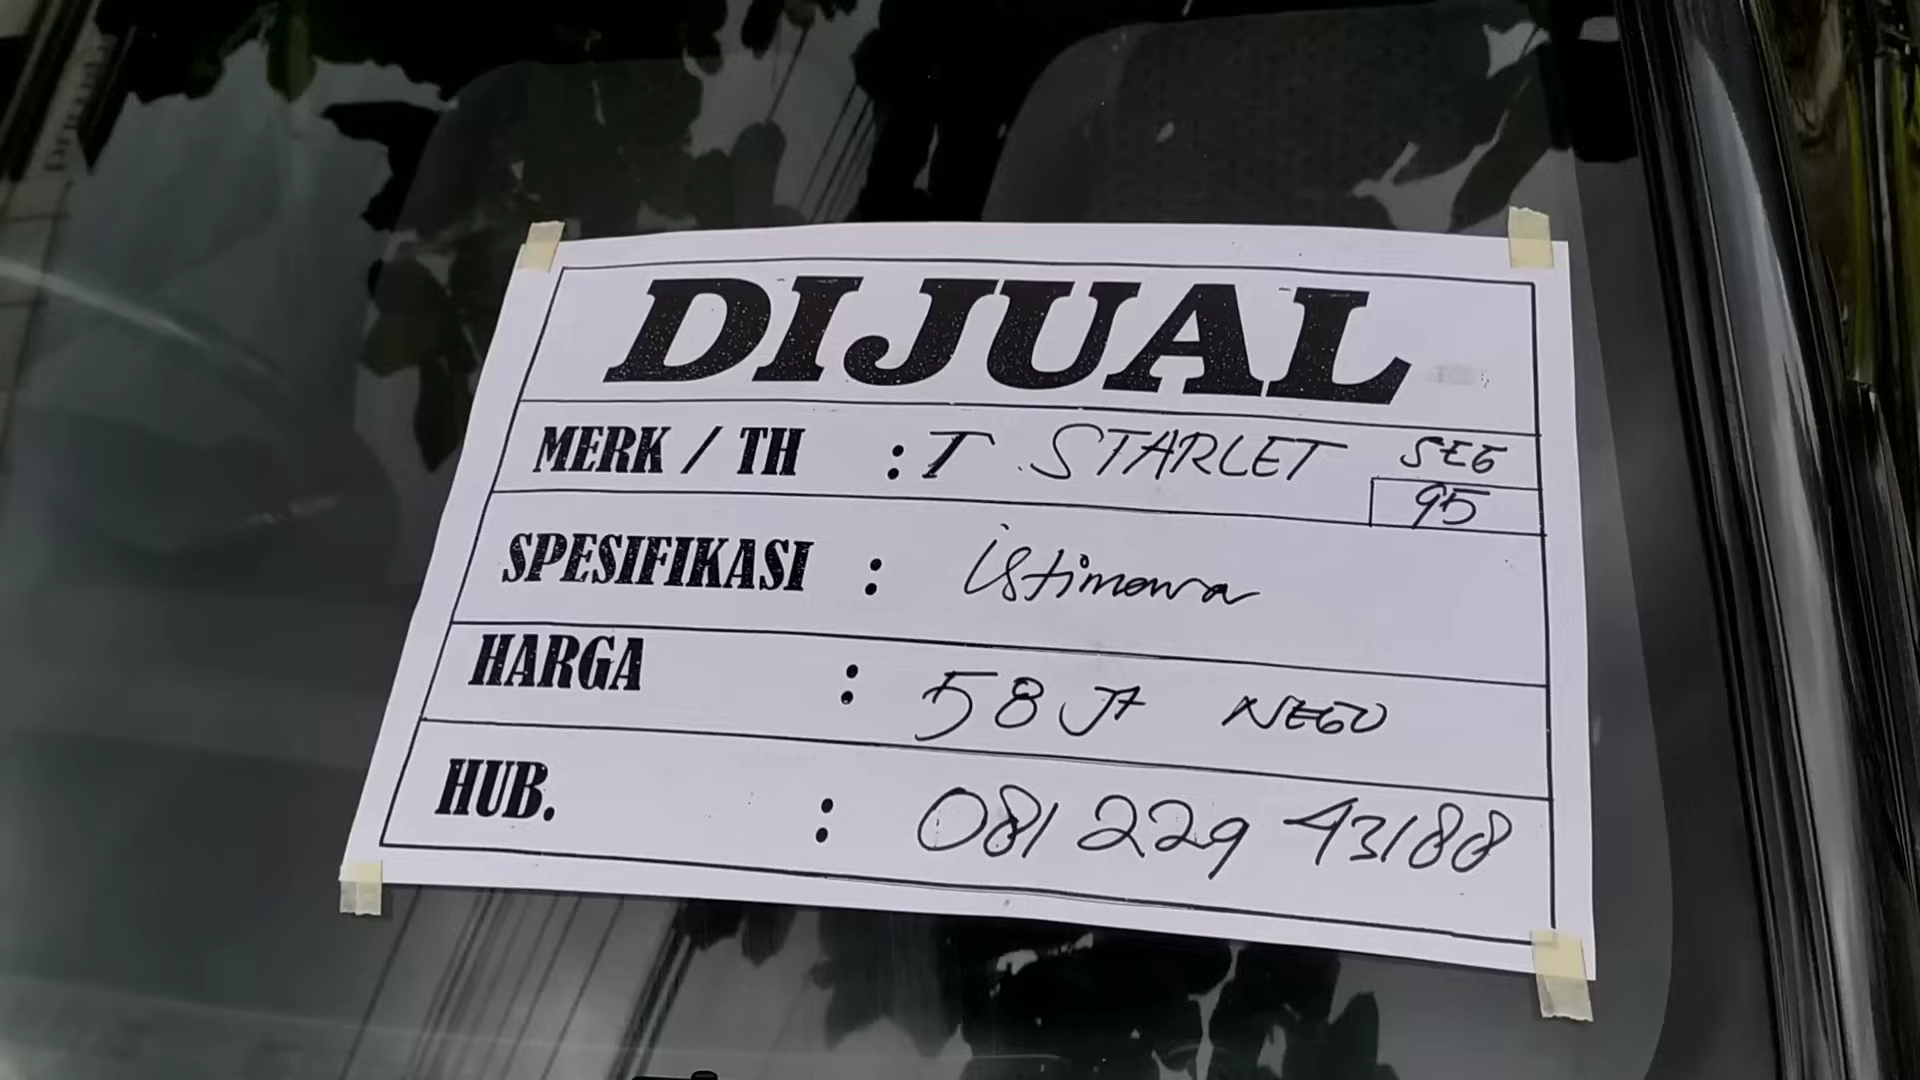 DIJUAL
MERK / TH : T. STARLET SEG
95
SPESIFIKASI : istimewa
HARGA : 58 Jt NEGO
HUB. : 081 229 43188